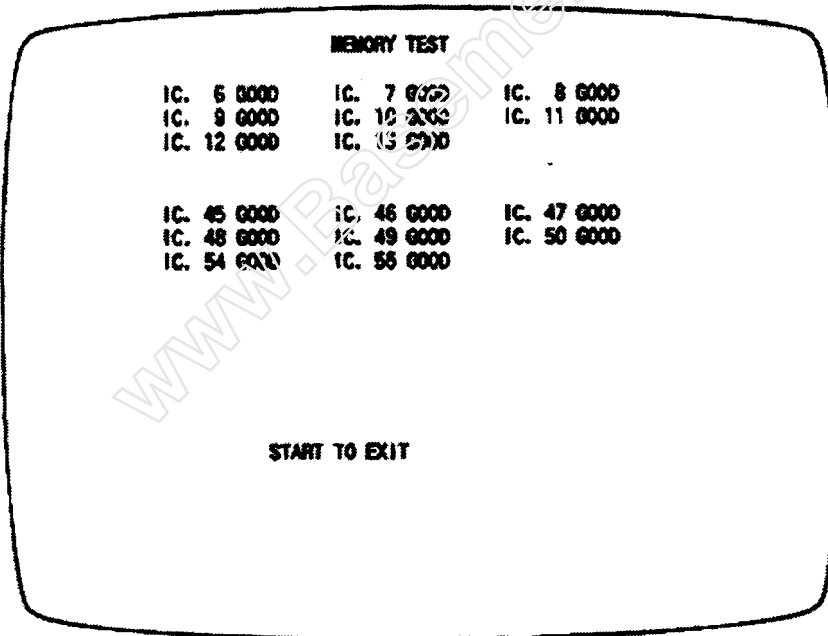 MEMORY TEST
IC. 6 GOOD IC. 7 GOOD IC. 8 GOOD
IC. 9 GOOD IC. 10 GOOD IC. 11 GOOD
IC. 12 GOOD IC. 13 GOOD
IC. 45 GOOD IC. 46 GOOD IC. 47 GOOD
IC. 48 GOOD IC. 49 GOOD IC. 50 GOOD
IC. 54 GOOD IC. 55 GOOD
START TO EXIT